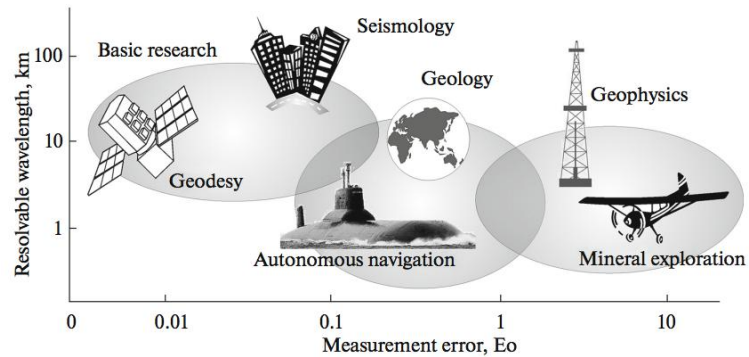 Seismology
Basic research
Geology
Geophysics
Geodesy
Autonomous navigation
Mineral exploration
Resolvable wavelength, km
100
10
1
0
0.01
0.1
1
10
Measurement error, Eo